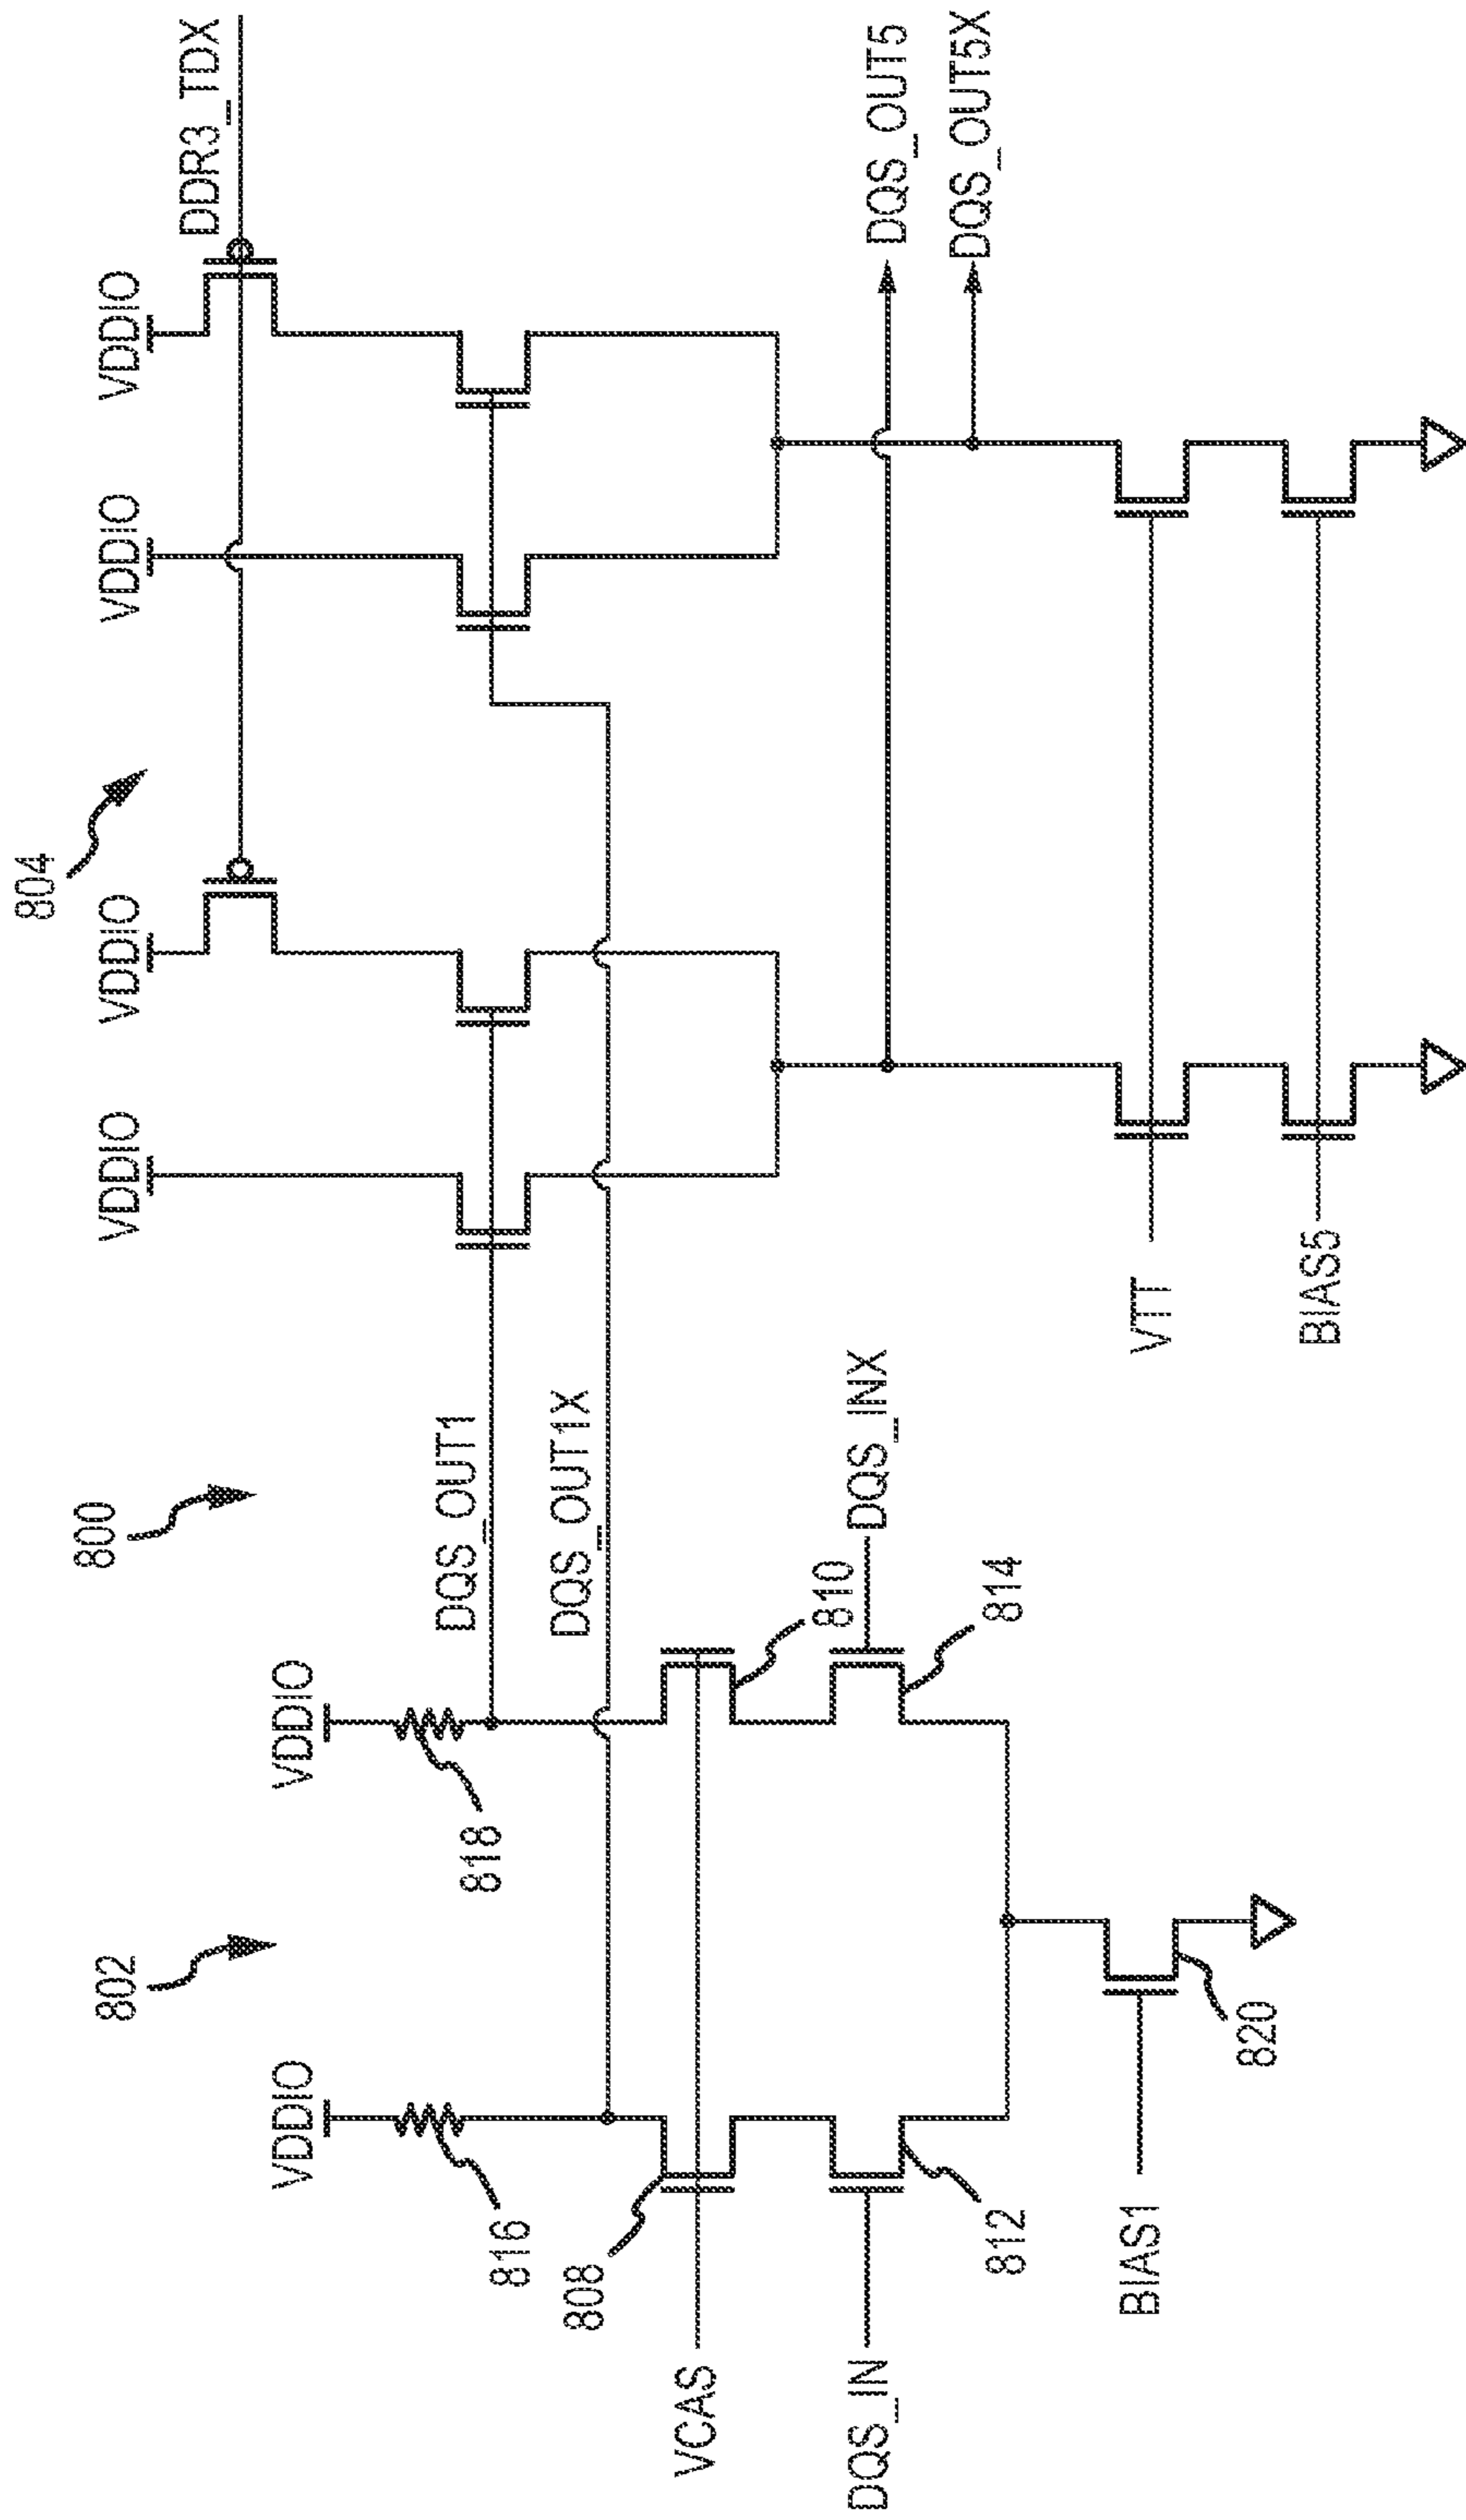 800
802
804
VDDIO
VDDIO
VDDIO
VDDIO
VDDIO
VDDIO
DDR3_TDX
816
818
DQS_OUT1
DQS_OUT1X
808
810
VCAS
DQS_IN
DQS_INX
812
814
BIAS1
820
DQS_OUT5
DQS_OUT5X
VTT
BIAS5